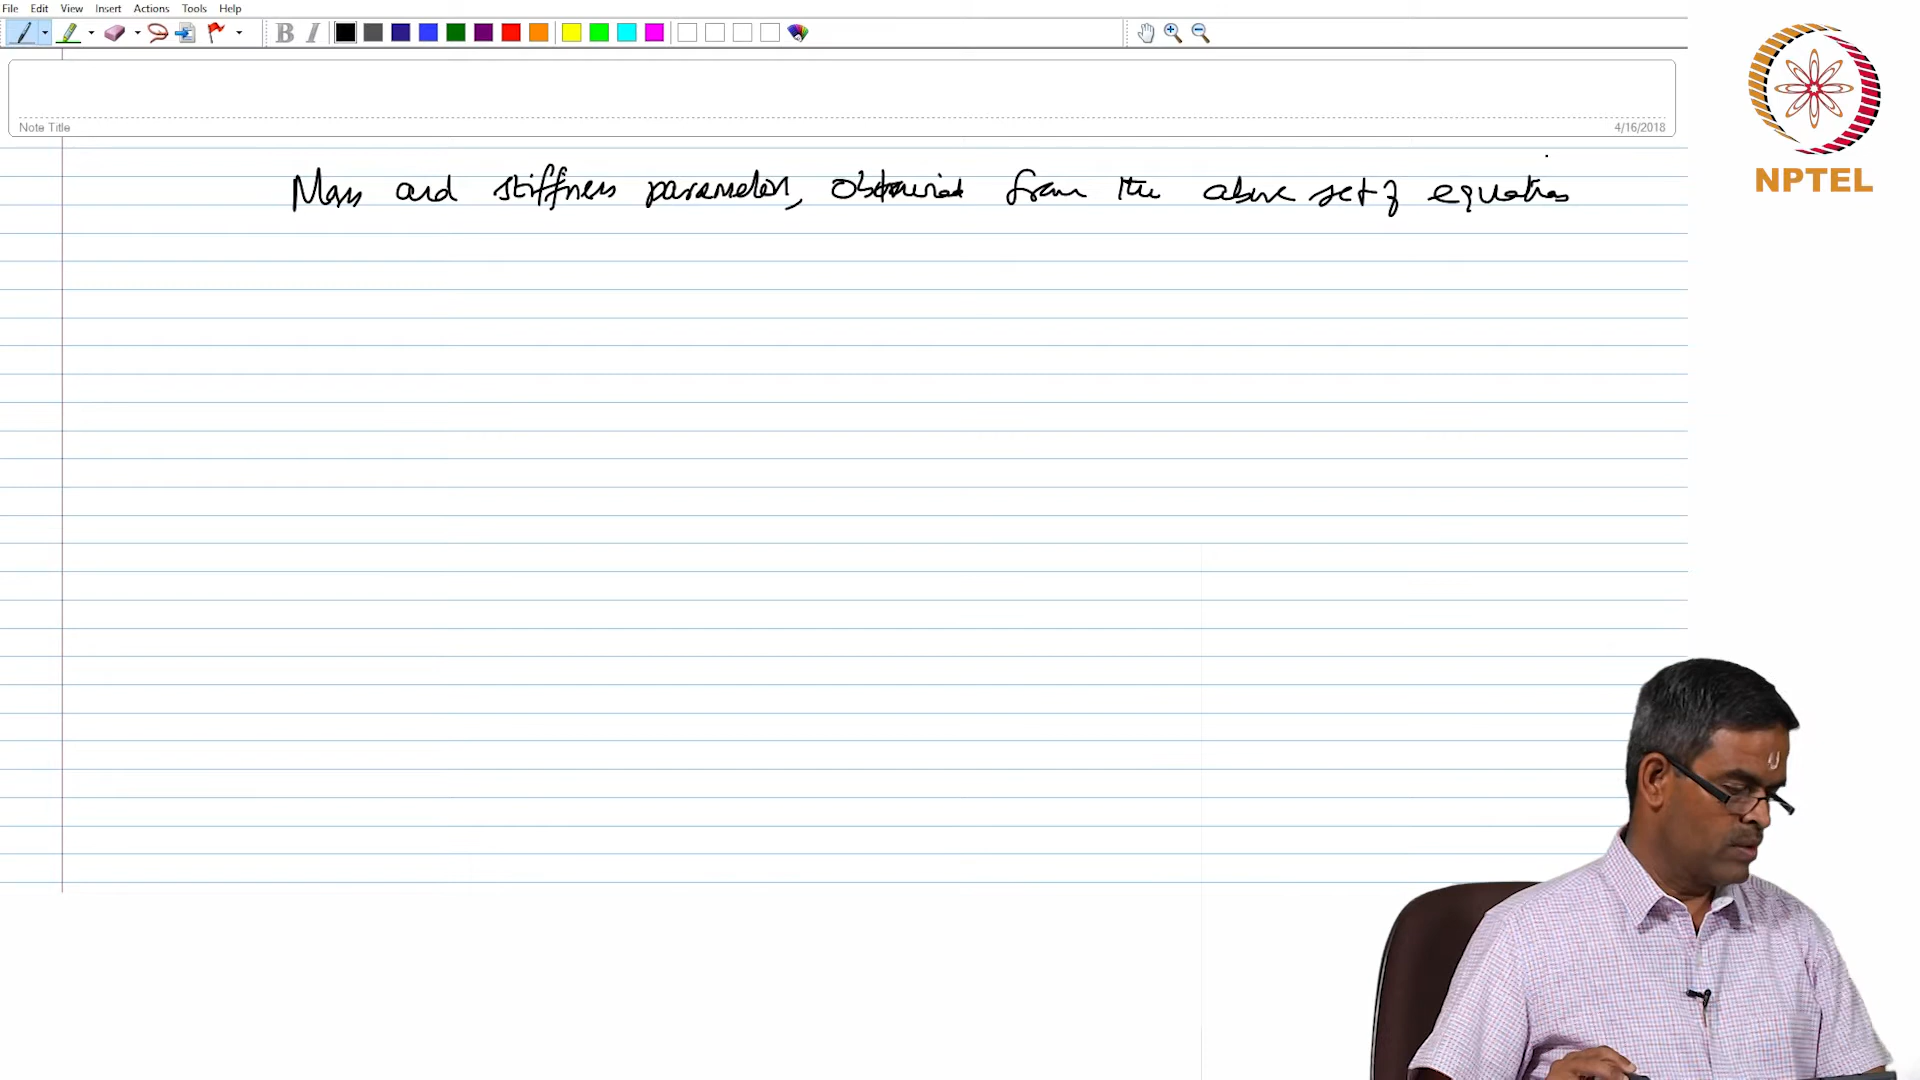 File Edit View Insert Actions Tools Help
B I
Note Title
4/16/2018
NPTEL
Mass and stiffness parameters, obtained from the above set of equations